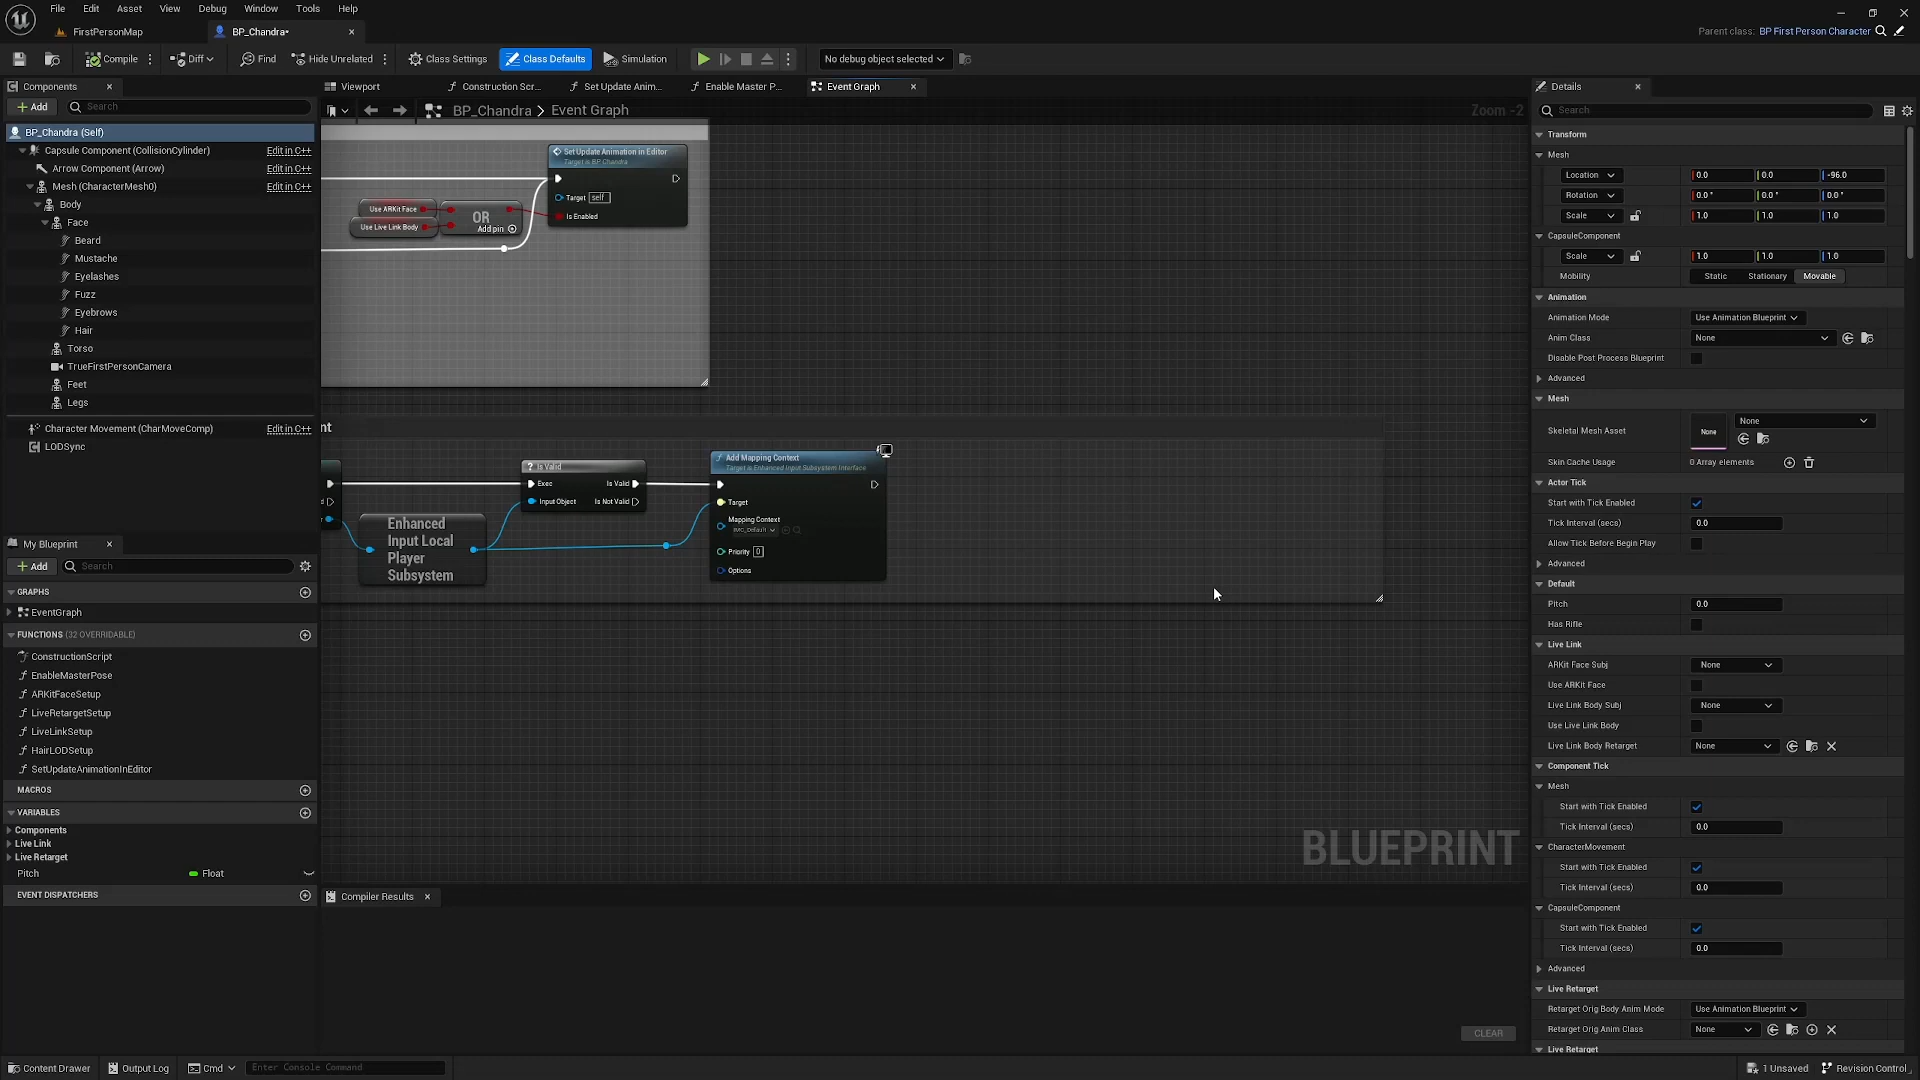 File Edit Asset View Debug Window Tools Help
FirstPersonMap
BP_Chandra•
Parent class: BP First Person Character
Compile
Diff
Find
Hide Unrelated
Class Settings
Class Defaults
Simulation
No debug object selected
Components
Add
Search
BP_Chandra (Self)
Capsule Component (CollisionCylinder) Edit in C++
Arrow Component (Arrow) Edit in C++
Mesh (CharacterMesh0) Edit in C++
Body
Face
Beard
Mustache
Eyelashes
Fuzz
Eyebrows
Hair
Torso
TrueFirstPersonCamera
Feet
Legs
Character Movement (CharMoveComp) Edit in C++
LODSync
My Blueprint
Add
Search
GRAPHS
EventGraph
FUNCTIONS (32 OVERRIDABLE)
ConstructionScript
EnableMasterPose
ARKitFaceSetup
LiveRetargetSetup
LiveLinkSetup
HairLODSetup
SetUpdateAnimationInEditor
MACROS
VARIABLES
Components
Live Link
Live Retarget
Pitch Float
EVENT DISPATCHERS
Viewport
Construction Scr...
Set Update Anim...
Enable Master P...
Event Graph
BP_Chandra > Event Graph
Zoom -2
Set Update Animation in Editor
Target is BP Chandra
Target self
Is Enabled
Use ARKit Face
Use Live Link Body
OR
Add pin
nt
Is Valid
Exec Is Valid
Input Object Is Not Valid
Enhanced
Input Local
Player
Subsystem
Add Mapping Context
Target is Enhanced Input Subsystem Interface
Target
Mapping Context
IMC_Default
Priority 0
Options
BLUEPRINT
Compiler Results
CLEAR
Details
Search
Transform
Mesh
Location 0.0 0.0 -96.0
Rotation 0.0 ° 0.0 ° 0.0 °
Scale 1.0 1.0 1.0
CapsuleComponent
Scale 1.0 1.0 1.0
Mobility Static Stationary Movable
Animation
Animation Mode Use Animation Blueprint
Anim Class None
Disable Post Process Blueprint
Advanced
Mesh
Skeletal Mesh Asset None None
Skin Cache Usage 0 Array elements
Actor Tick
Start with Tick Enabled
Tick Interval (secs) 0.0
Allow Tick Before Begin Play
Advanced
Default
Pitch 0.0
Has Rifle
Live Link
ARKit Face Subj None
Use ARKit Face
Live Link Body Subj None
Use Live Link Body
Live Link Body Retarget None
Component Tick
Mesh
Start with Tick Enabled
Tick Interval (secs) 0.0
CharacterMovement
Start with Tick Enabled
Tick Interval (secs) 0.0
CapsuleComponent
Start with Tick Enabled
Tick Interval (secs) 0.0
Advanced
Live Retarget
Retarget Orig Body Anim Mode Use Animation Blueprint
Retarget Orig Anim Class None
Live Retarget
Content Drawer
Output Log
Cmd
Enter Console Command
1 Unsaved
Revision Control